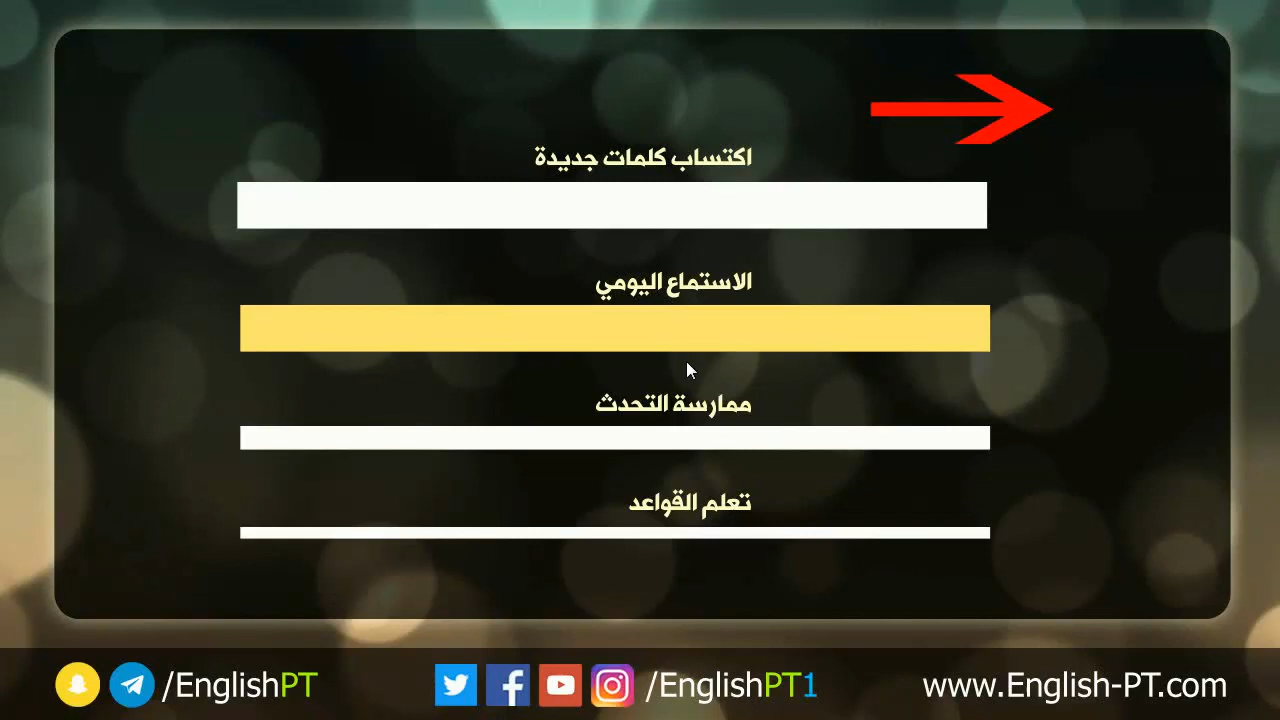 اكتساب كلمات جديدة
الاستماع اليومي
ممارسة التحدث
تعلم القواعد
/EnglishPT
/EnglishPT1
www.English-PT.com